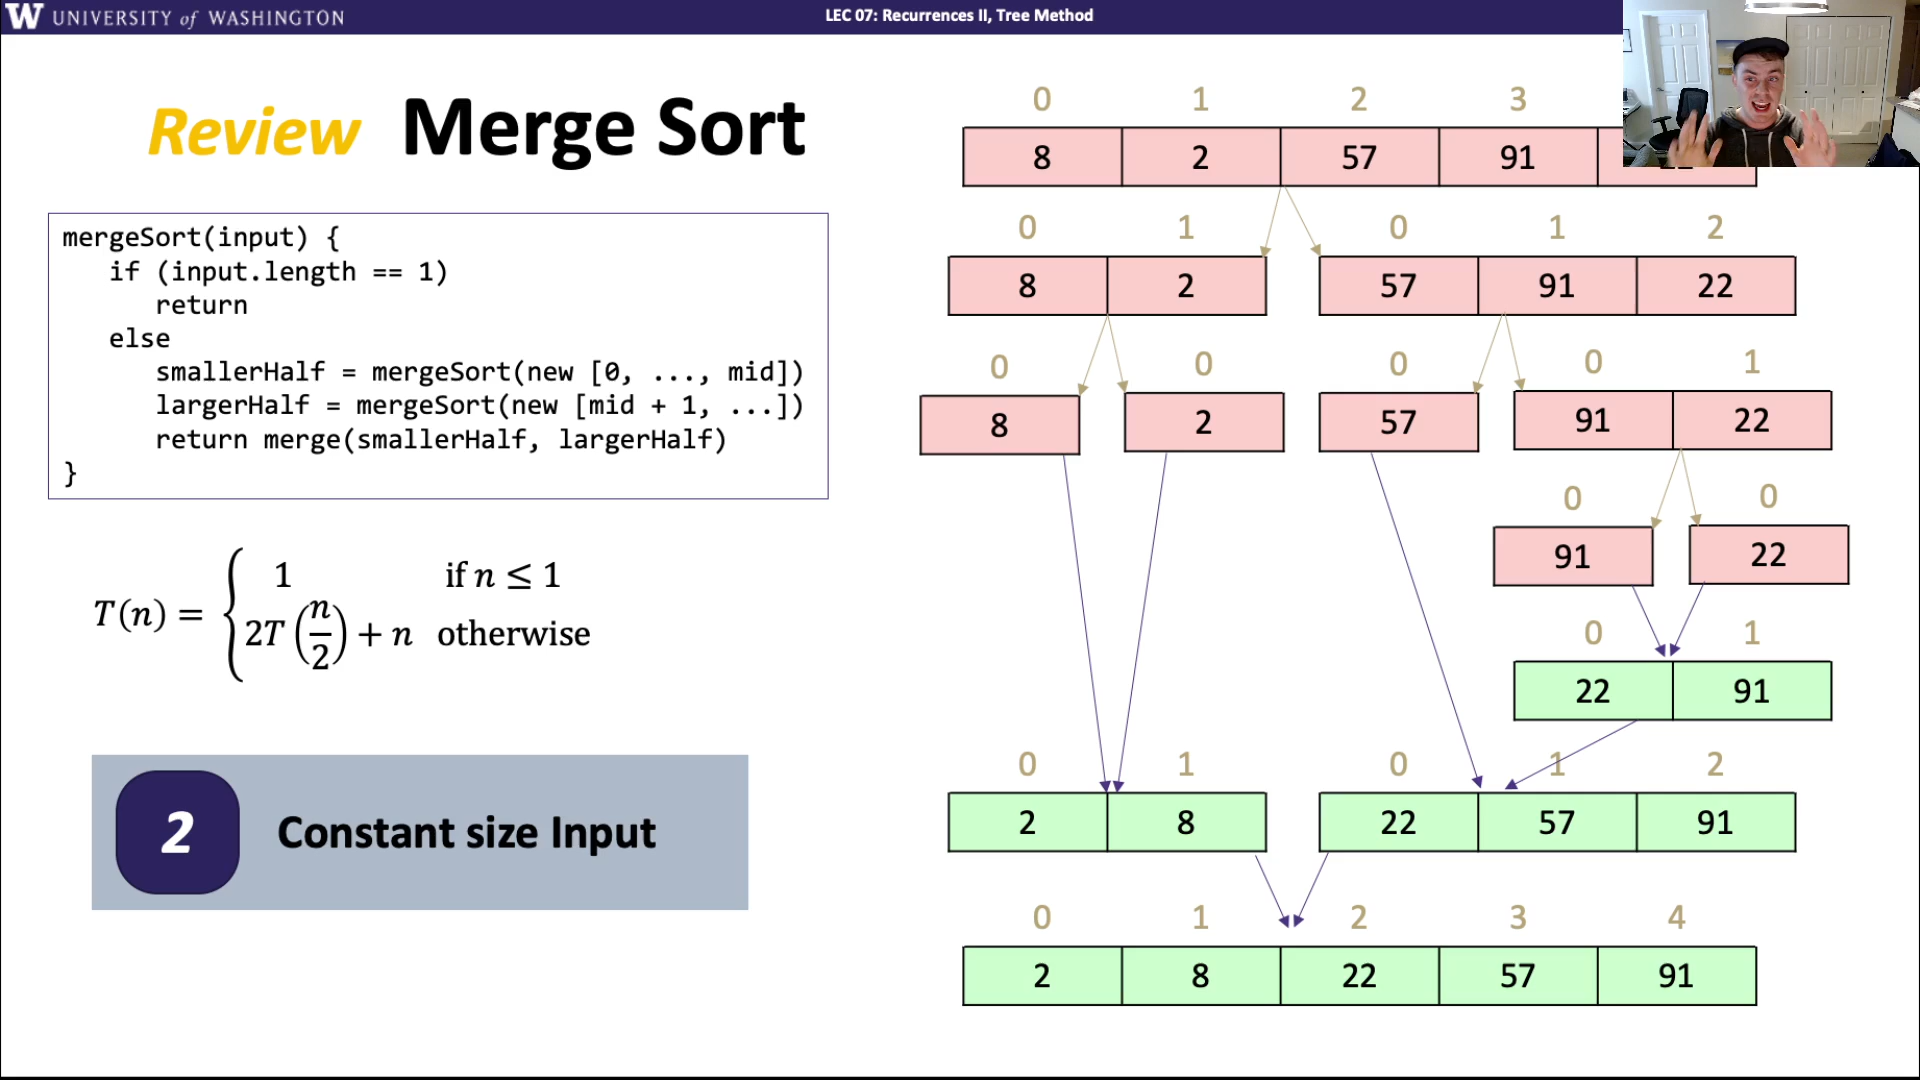 W UNIVERSITY of WASHINGTON
LEC 07: Recurrences II, Tree Method
Review Merge Sort
mergeSort(input) {
if (input.length == 1)
return
else
smallerHalf = mergeSort(new [0, ..., mid])
largerHalf = mergeSort(new [mid + 1, ...])
return merge(smallerHalf, largerHalf)
}
T(n) = { 1 if n ≤ 1
2T(n/2) + n otherwise
2 Constant size Input
0 1 2 3
8 2 57 91
0 1 0 1 2
8 2 57 91 22
0 0 0 0 1
8 2 57 91 22
0 0
91 22
0 1
22 91
0 1 0 1 2
2 8 22 57 91
0 1 2 3 4
2 8 22 57 91